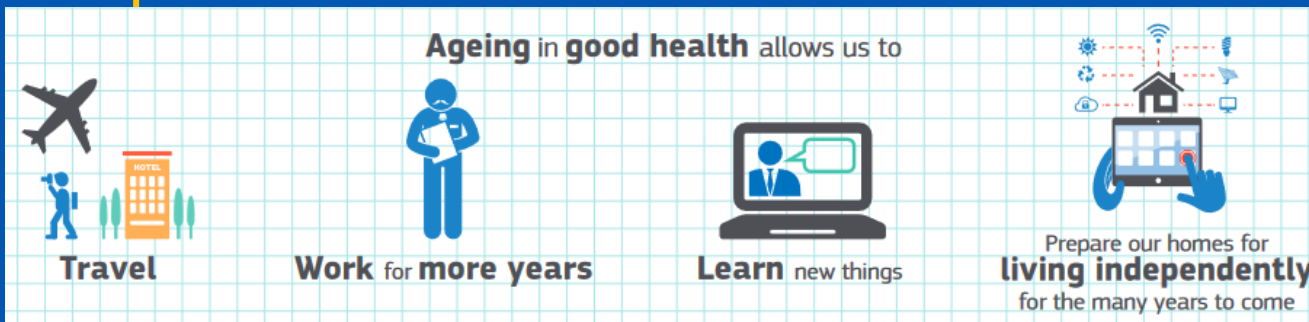 Ageing in good health allows us to
HOTEL
Travel
Work for more years
Learn new things
Prepare our homes for
living independently
for the many years to come